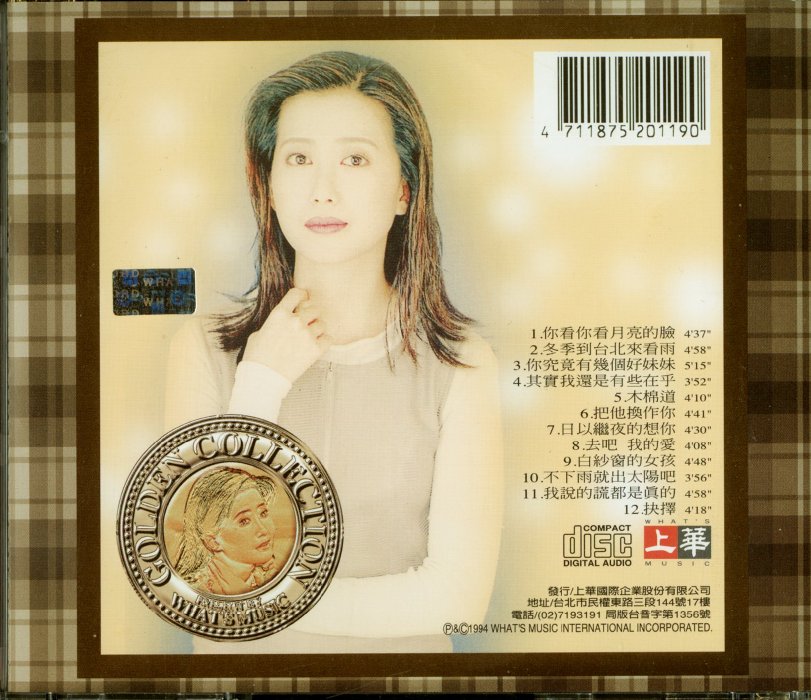 4 711875 201190
1.你看你看月亮的臉 4'37"
2.冬季到台北來看雨 4'58"
3.你究竟有幾個好妹妹 5'15"
4.其實我還是有些在乎 3'52"
5.木棉道 4'10"
6.把他換作你 4'41"
7.日以繼夜的想你 4'30"
8.去吧 我的愛 4'08"
9.白紗窗的女孩 4'48"
10.不下雨就出太陽吧 3'56"
11.我說的謊都是眞的 4'58"
12.抉擇 4'18"
GOLDEN COLLECTION
WHAT'S MUSIC
COMPACT
disc
DIGITAL AUDIO
WHAT'S
上華
MUSIC
發行/上華國際企業股份有限公司
地址/台北市民權東路三段144號17樓
電話/(02)7193191 局版台音字第1356號
Ⓟ&Ⓒ1994 WHAT'S MUSIC INTERNATIONAL INCORPORATED.